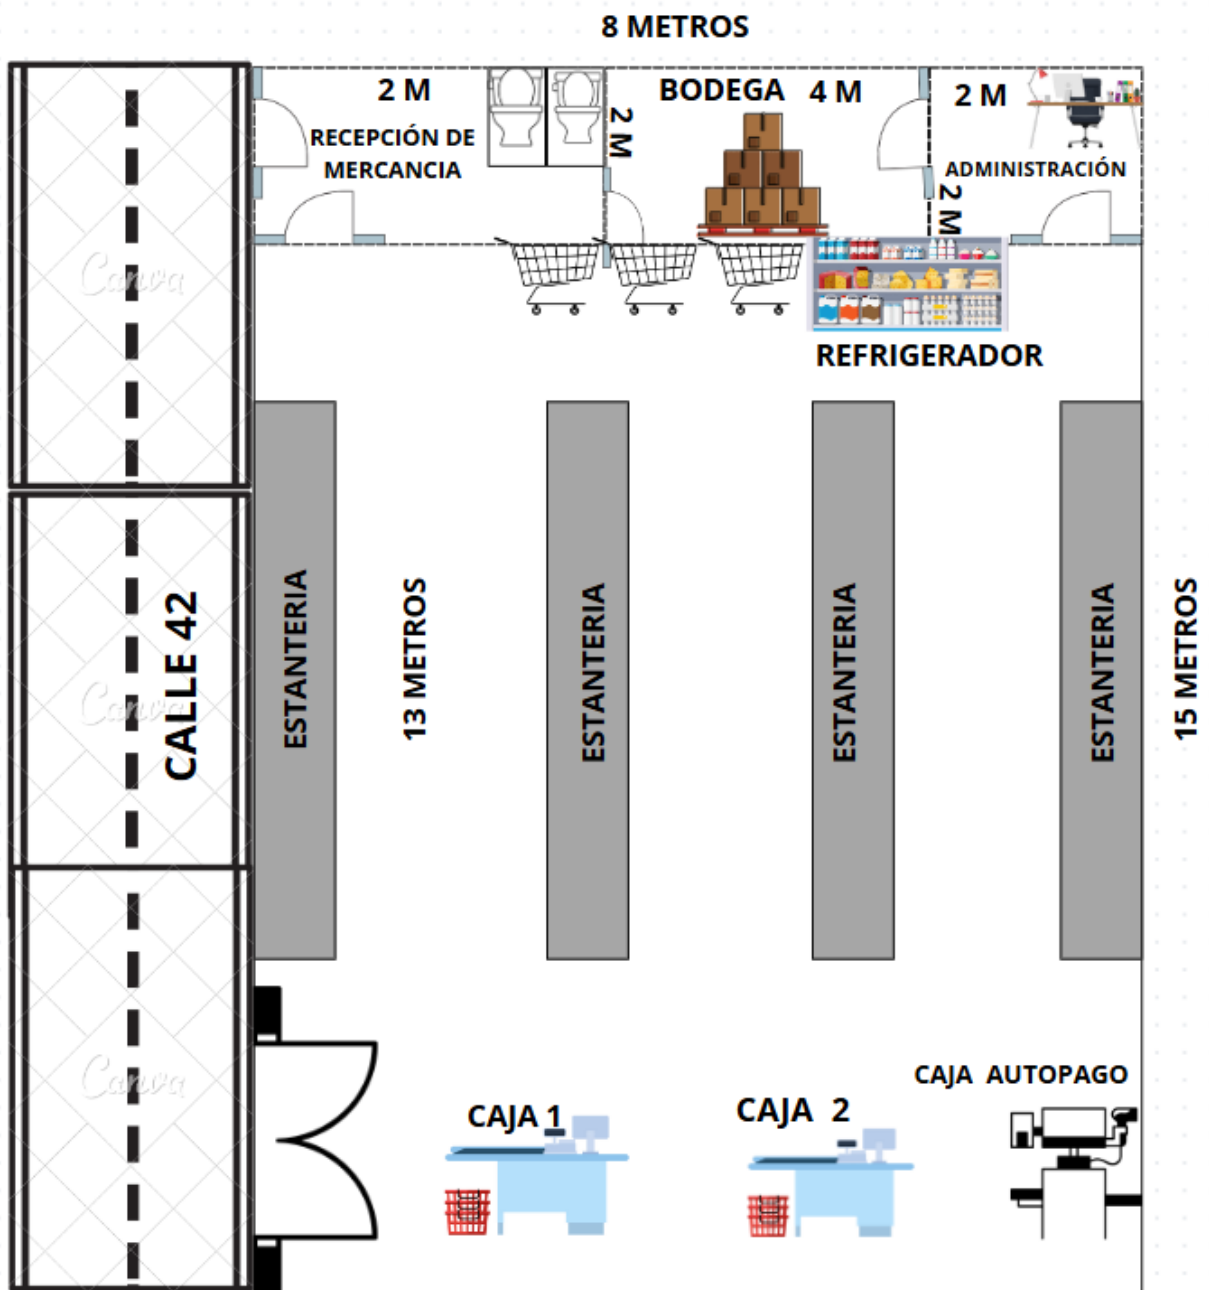 8 METROS
2 M
BODEGA 4 M
2 M
RECEPCIÓN DE
MERCANCIA
2 M
ADMINISTRACIÓN
2 M
Canva
REFRIGERADOR
CALLE 42
Canva
ESTANTERIA
13 METROS
ESTANTERIA
ESTANTERIA
ESTANTERIA
15 METROS
Canva
CAJA AUTOPAGO
CAJA 1
CAJA 2